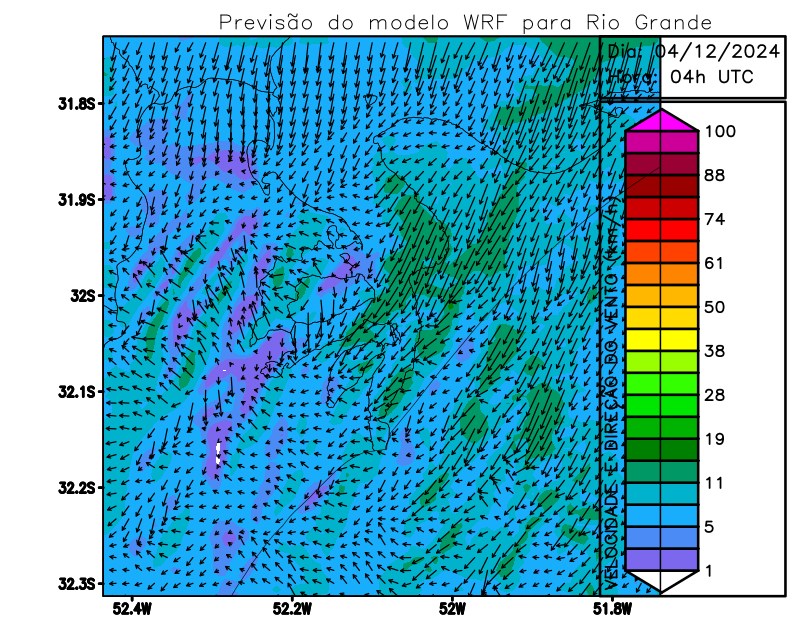 Previsão do modelo WRF para Rio Grande
Dia: 04/12/2024
Hora: 04h UTC
31.8S
31.9S
32S
32.1S
32.2S
32.3S
52.4W
52.2W
52W
51.8W
VELOCIDADE E DIREÇÃO DO VENTO (km/h)
100
88
74
61
50
38
28
19
11
5
1